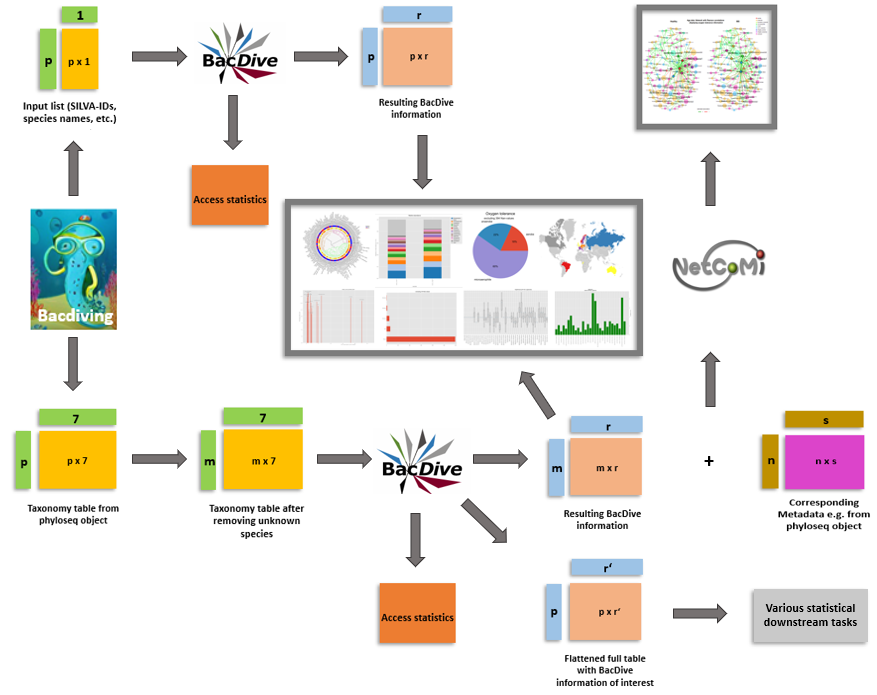 1
p
p x 1
Input list (SILVA-IDs,
species names, etc.)
BacDive
r
p
p x r
Resulting BacDive
information
Access statistics
Oxygen tolerance
Bacdiving
NetCoMi
7
p
p x 7
Taxonomy table from
phyloseq object
7
m
m x 7
Taxonomy table after
removing unknown
species
BacDive
r
m
m x r
Resulting BacDive
information
+
s
n
n x s
Corresponding
Metadata e.g. from
phyloseq object
Access statistics
r‘
p
p x r‘
Flattened full table
with BacDive
information of interest
Various statistical
downstream tasks